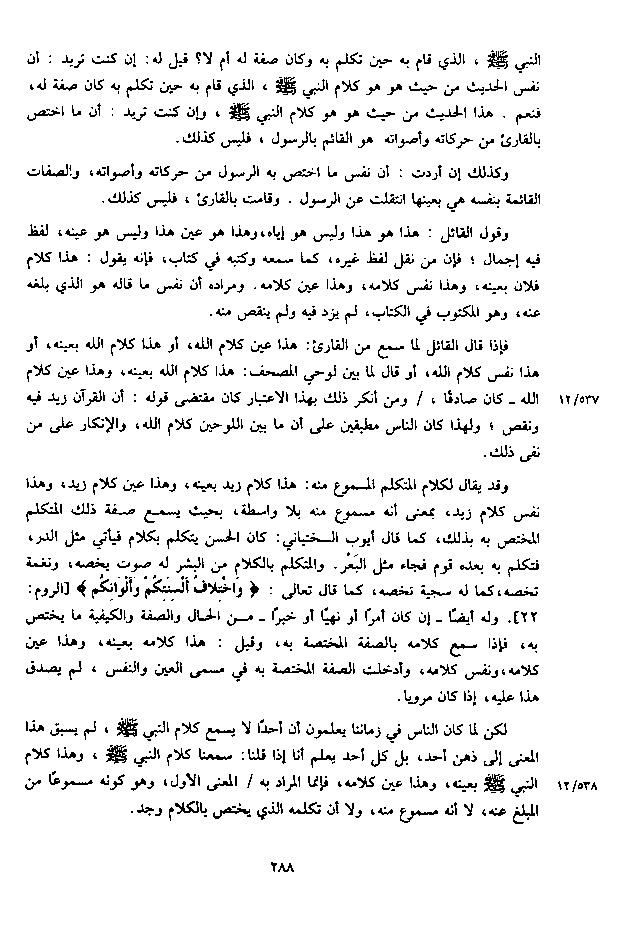 النبي ﷺ ، الذي قام به حين تكلم به وكان صفة له أم لا؟ قيل له: إن كنت تريد : أن
نفس الحديث من حيث هو هو كلام النبي ﷺ ، الذي قام به حين تكلم به كان صفة له،
فنعم . هذا الحديث من حيث هو هو كلام النبي ﷺ ، وإن كنت تريد : أن ما اختص
بالقارئ من حركاته وأصواته هو القائم بالرسول ، فليس كذلك.
وكذلك إن أردت : أن نفس ما اختص به الرسول من حركاته وأصواته، والصفات
القائمة بنفسه هي بعينها انتقلت عن الرسول . وقامت بالقارئ ، فليس كذلك.
وقول القائل : هذا هو هذا وليس هو إياه،وهذا هو عين هذا وليس هو عينه، لفظ
فيه إجمال ؛ فإن من نقل لفظ غيره، كما سمعه وكتبه في كتاب، فإنه يقول : هذا كلام
فلان بعينه، وهذا نفس كلامه، وهذا عين كلامه. ومراده أن نفس ما قاله هو الذي بلغه
عنه، وهو المكتوب في الكتاب، لم يزد فيه ولم ينقص منه.
فإذا قال القائل لما سمع من القارئ: هذا عين كلام الله، أو هذا كلام الله بعينه، أو
هذا نفس كلام الله، أو قال لما بين لوحي المصحف: هذا كلام الله بعينه، وهذا عين كلام
الله ـ كان صادقًا ، / ومن أنكر ذلك بهذا الاعتبار كان مقتضى قوله : أن القرآن زيد فيه ١٢/٥٣٧
ونقص ؛ ولهذا كان الناس مطبقين على أن ما بين اللوحين كلام الله، والإنكار على من
نفى ذلك.
وقد يقال لكلام المتكلم المسموع منه: هذا كلام زيد بعينه، وهذا عين كلام زيد، وهذا
نفس كلام زيد، بمعنى أنه مسموع منه بلا واسطة، بحيث يسمع صفة ذلك المتكلم
المختص به بذلك، كما قال أيوب السختياني: كان الحسن يتكلم بكلام فيأتي مثل الدر،
فتكلم به بعده قوم فجاء مثل البَعْر. والمتكلم بالكلام من البشر له صوت يخصه، ونغمة
تخصه،كما له سجية تخصه، كما قال تعالى : ﴿ وَاخْتِلَافُ أَلْسِنَتِكُمْ وَأَلْوَانِكُم ﴾ [الروم:
٢٢]. وله أيضًا ـ إن كان أمرًا أو نهيًا أو خبرًا ـ مـن الحال والصفة والكيفية ما يختص
به، فإذا سمع كلامه بالصفة المختصة به، وقيل : هذا كلامه بعينه، وهذا عين
كلامه،ونفس كلامه، وأدخلت الصفة المختصة به في مسمى العين والنفس ، لم يصدق
هذا عليه، إذا كان مرويا.
لكن لما كان الناس في زماننا يعلمون أن أحدًا لا يسمع كلام النبي ﷺ ، لم يسبق هذا
المعنى إلى ذهن أحد، بل كل أحد يعلم أنا إذا قلنا: سمعنا كلام النبي ﷺ ، وهذا كلام
النبي ﷺ بعينه، وهذا عين كلامه، فإنما المراد به / المعنى الأول، وهو كونه مسموعًا من ١٢/٥٣٨
المبلغ عنه، لا أنه مسموع منه، ولا أن تكلمه الذي يختص بالكلام وجد.
٢٨٨